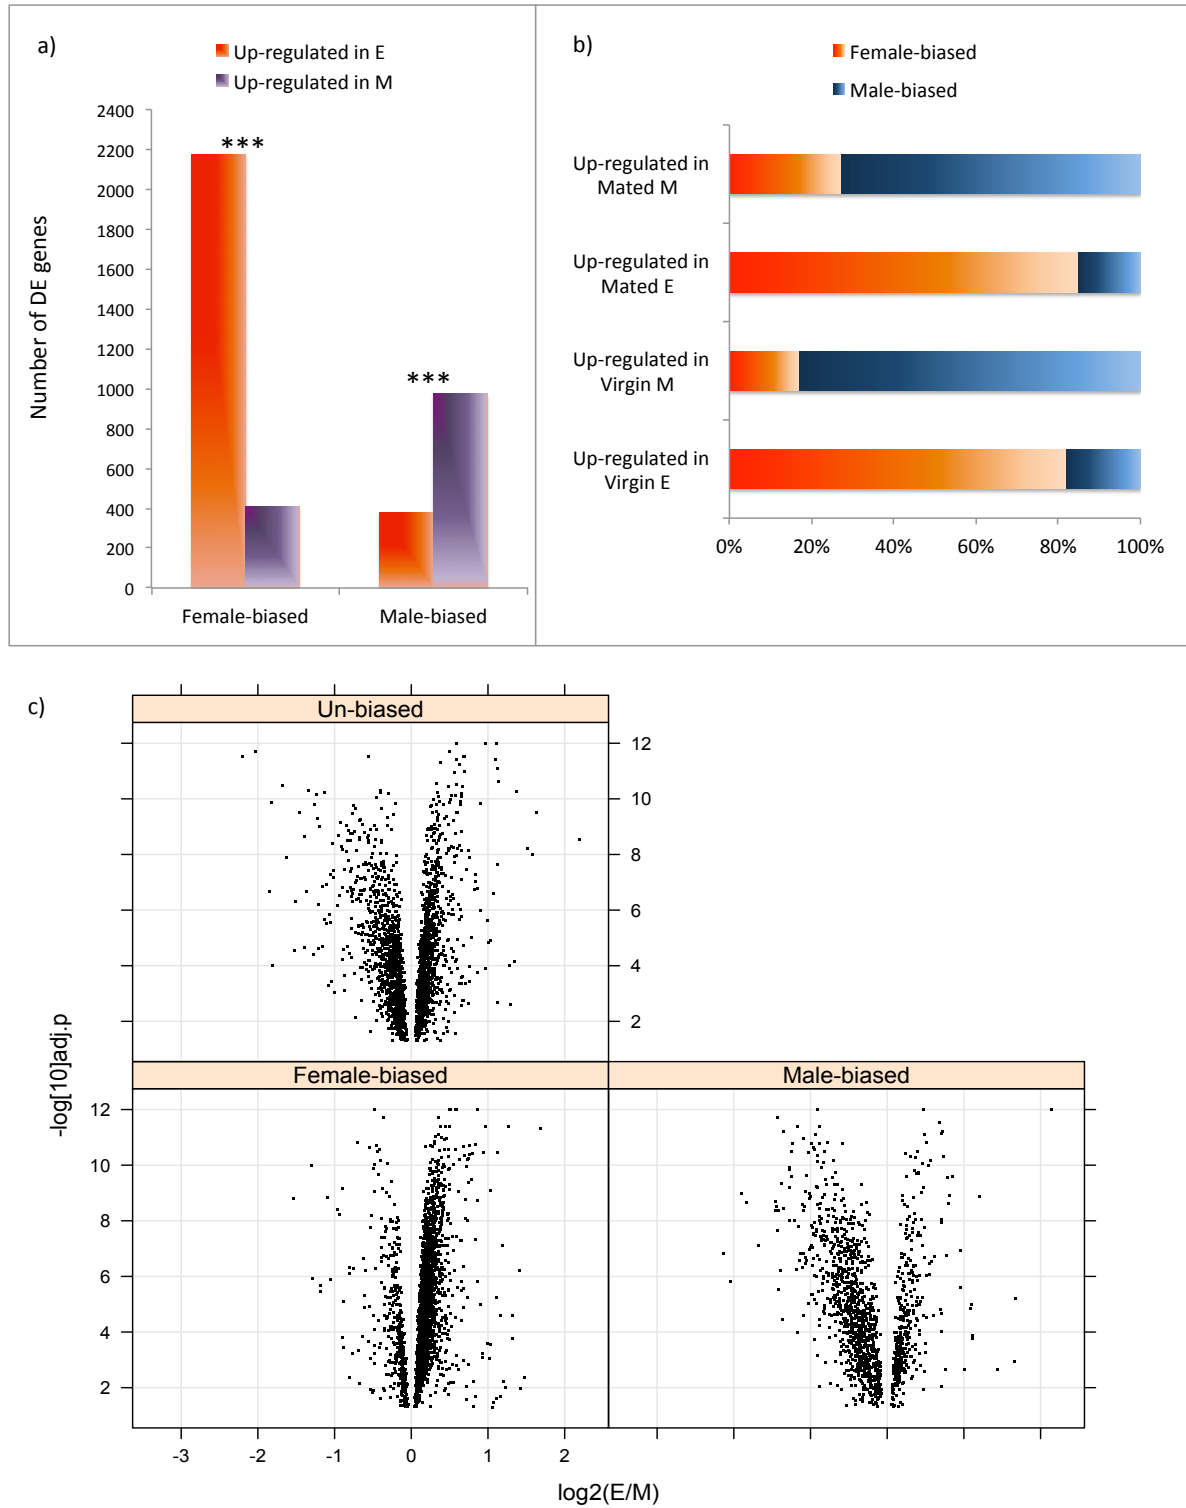 a)
Up-regulated in E
Up-regulated in M
2400
2200
2000
1800
1600
1400
1200
1000
800
600
400
200
0
***
***
Number of DE genes
Female-biased
Male-biased
b)
Female-biased
Male-biased
Up-regulated in
Mated M
Up-regulated in
Mated E
Up-regulated in
Virgin M
Up-regulated in
Virgin E
0% 20% 40% 60% 80% 100%
c)
Un-biased
12
10
8
6
4
2
-log[10]adj.p
Female-biased
Male-biased
12
10
8
6
4
2
-3 -2 -1 0 1 2
log2(E/M)